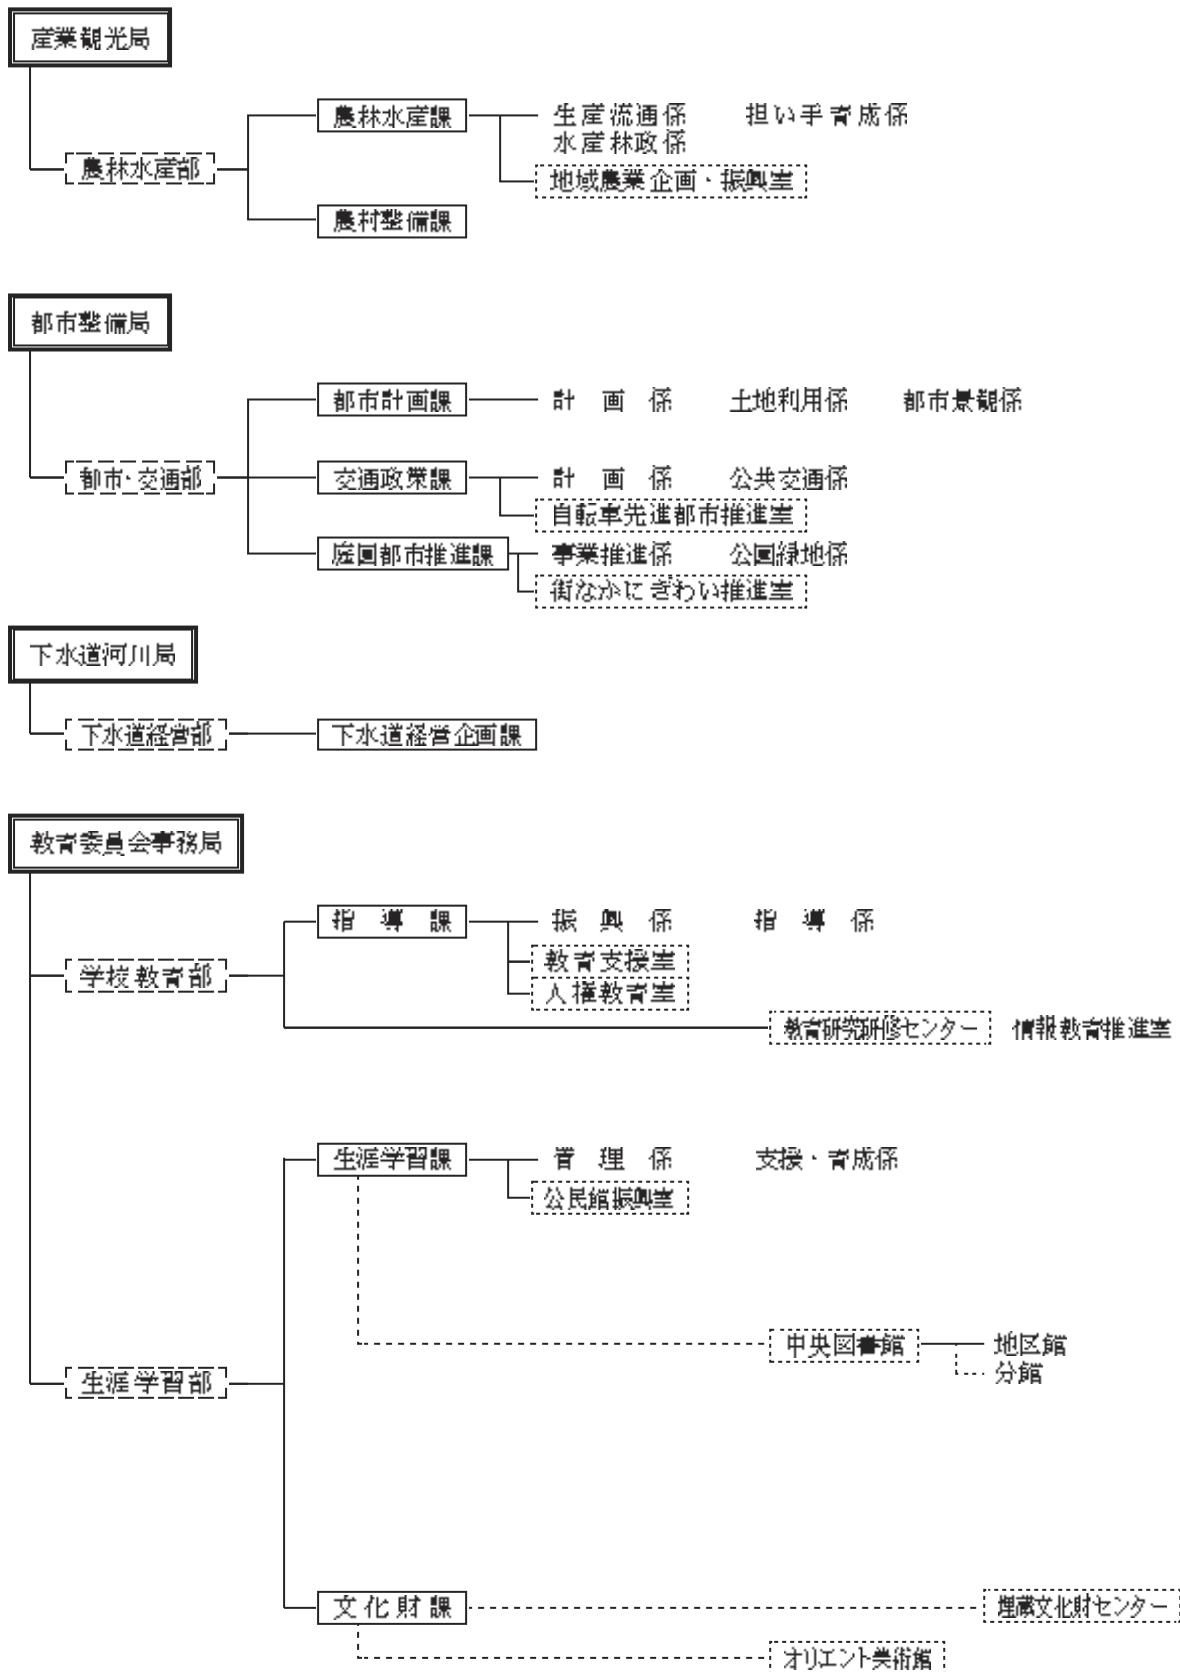 産業観光局
農林水産課 生産流通係 担い手育成係
水産林政係
農林水産部
地域農業企画・振興室
農村整備課
都市整備局
都市計画課 計画係 土地利用係 都市景観係
都市・交通部 交通政策課 計画係 公共交通係
自転車先進都市推進室
庭園都市推進課 事業推進係 公園緑地係
街なかにぎわい推進室
下水道河川局
下水道経営部 下水道経営企画課
教育委員会事務局
指導課 振興係 指導係
教育支援室
学校教育部
人権教育室
教育研究研修センター 情報教育推進室
生涯学習課 管理係 支援・育成係
公民館振興室
中央図書館 地区館
分館
生涯学習部
文化財課 埋蔵文化財センター
オリエント美術館